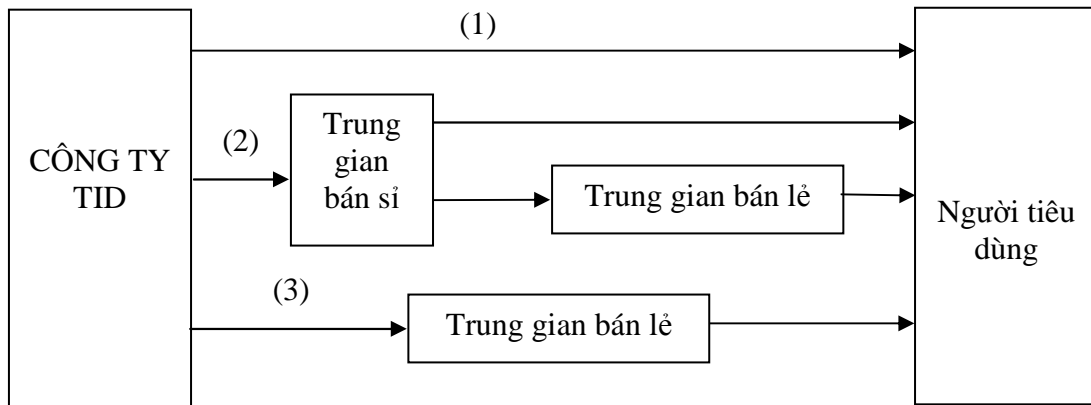 (1)
CÔNG TY
TID
(2)
Trung
gian
bán sỉ
Trung gian bán lẻ
Người tiêu
dùng
(3)
Trung gian bán lẻ